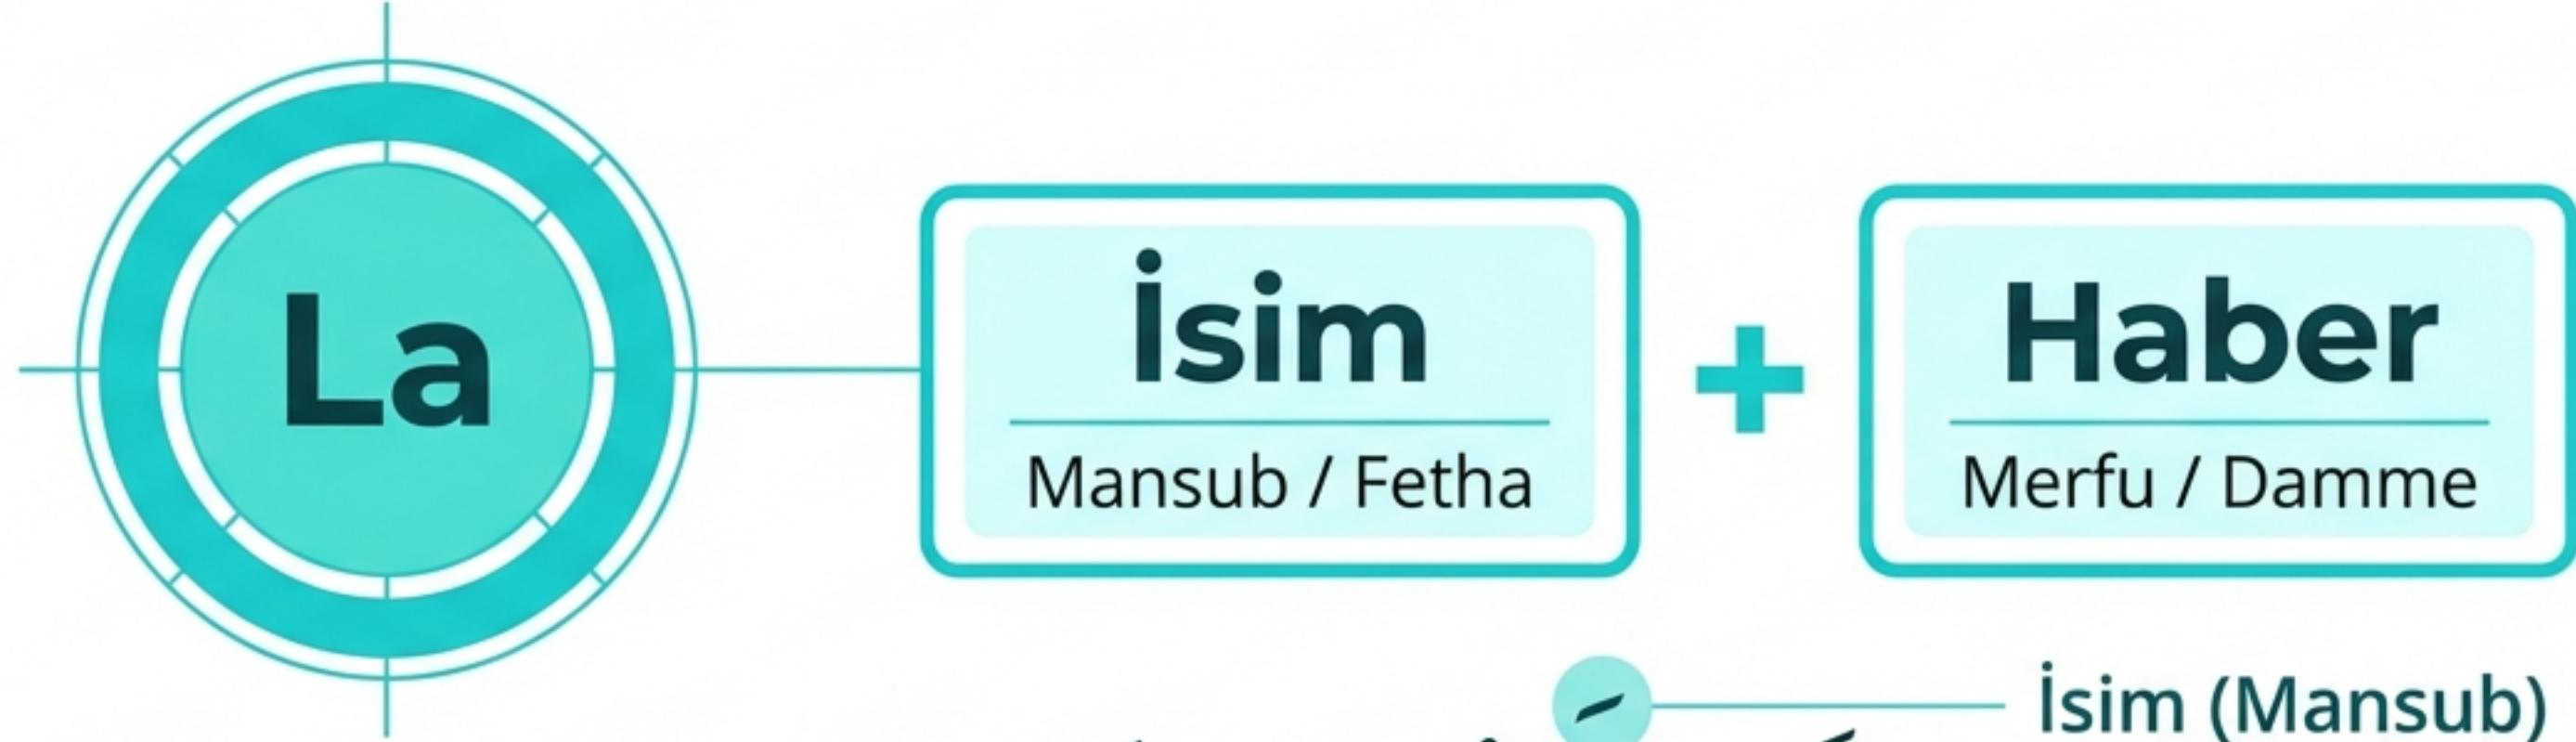 La
İsim
Mansub / Fetha
+
Haber
Merfu / Damme
İsim (Mansub)